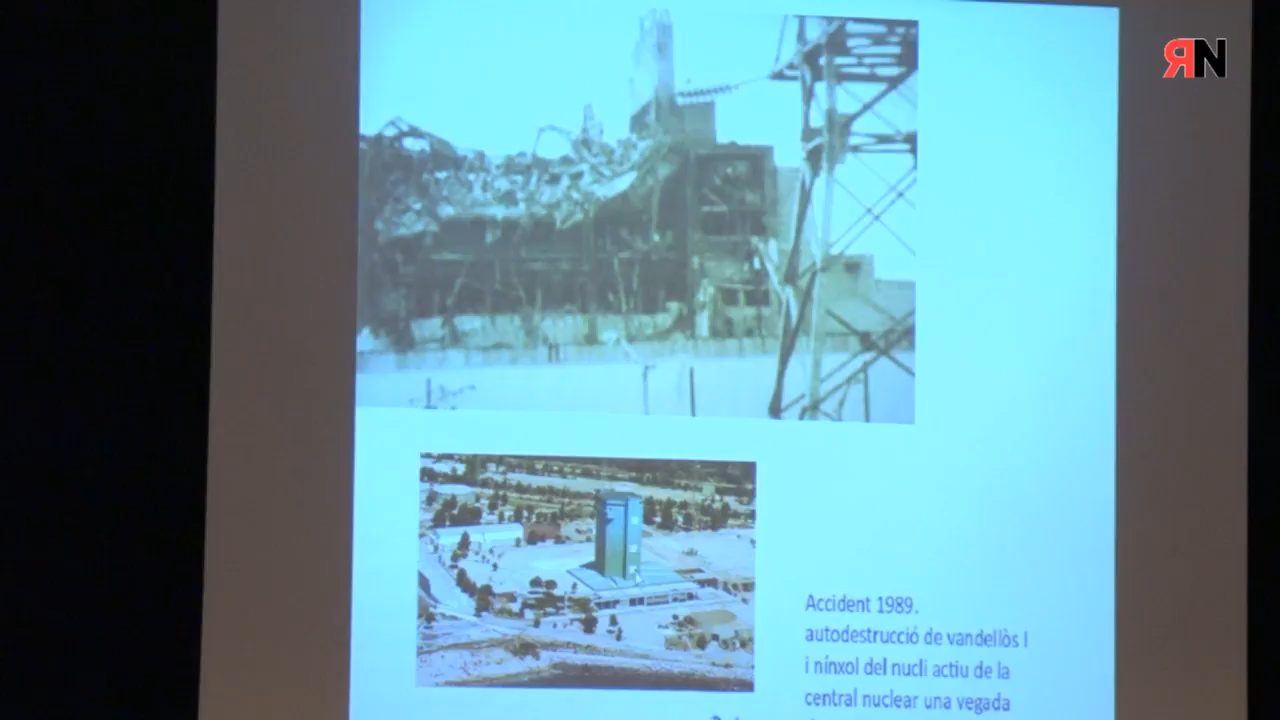 ЯN
Accident 1989.
autodestrucció de vandellòs I
i nínxol del nucli actiu de la
central nuclear una vegada